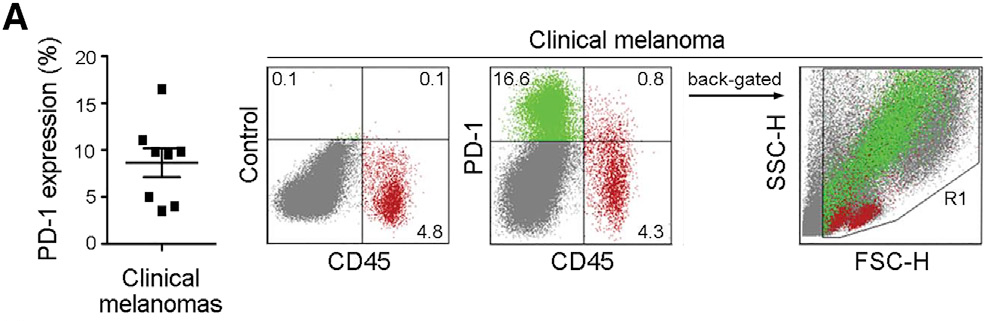 A
PD-1 expression (%)
20
15
10
5
0
Clinical
melanomas
Clinical melanoma
Control
0.1
0.1
4.8
CD45
PD-1
16.6
0.8
4.3
CD45
back-gated
SSC-H
R1
FSC-H